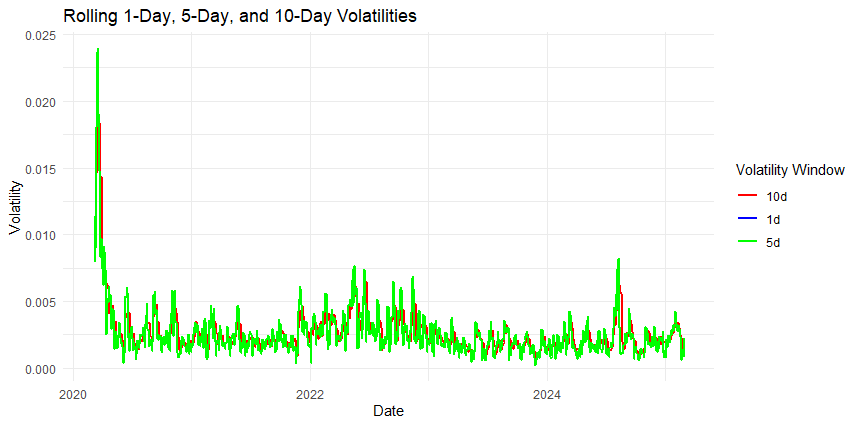 Rolling 1-Day, 5-Day, and 10-Day Volatilities
0.025
0.020
0.015
0.010
0.005
0.000
Volatility
2020
2022
2024
Date
Volatility Window
10d
1d
5d